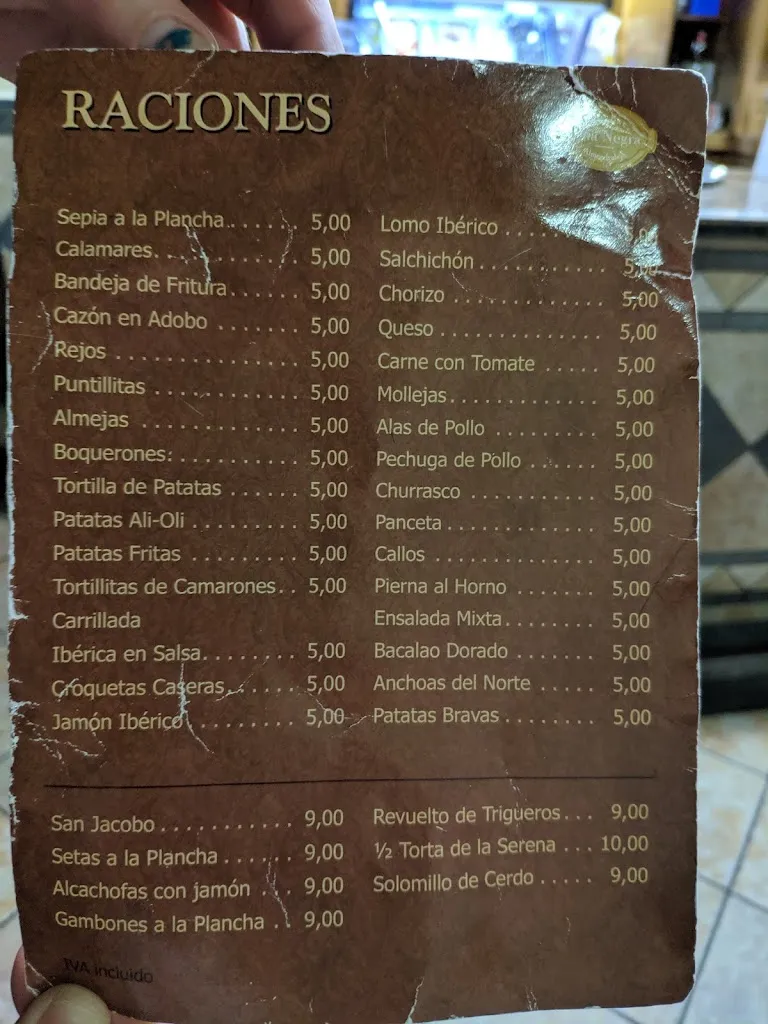 RACIONES
Sepia a la Plancha...... 5,00
Calamares............. 5,00
Bandeja de Fritura...... 5,00
Cazón en Adobo ....... 5,00
Rejos ................ 5,00
Puntillitas ............. 5,00
Almejas .............. 5,00
Boquerones:........... 5,00
Tortilla de Patatas ...... 5,00
Patatas Ali-Oli ......... 5,00
Patatas Fritas ......... 5,00
Tortillitas de Camarones.. 5,00
Carrillada
Ibérica en Salsa........ 5,00
Croquetas Caseras...... 5,00
Jamón Ibérico ........ 5,00
Lomo Ibérico ........ 5,00
Salchichón ........... 5,00
Chorizo ............. 5,00
Queso .............. 5,00
Carne con Tomate ..... 5,00
Mollejas............. 5,00
Alas de Pollo ......... 5,00
Pechuga de Pollo ...... 5,00
Churrasco ........... 5,00
Panceta............. 5,00
Callos .............. 5,00
Pierna al Horno ....... 5,00
Ensalada Mixta........ 5,00
Bacalao Dorado ....... 5,00
Anchoas del Norte ..... 5,00
Patatas Bravas ........ 5,00
San Jacobo........... 9,00
Setas a la Plancha...... 9,00
Alcachofas con jamón ... 9,00
Gambones a la Plancha .. 9,00
Revuelto de Trigueros... 9,00
½ Torta de la Serena ... 10,00
Solomillo de Cerdo ..... 9,00
IVA incluido